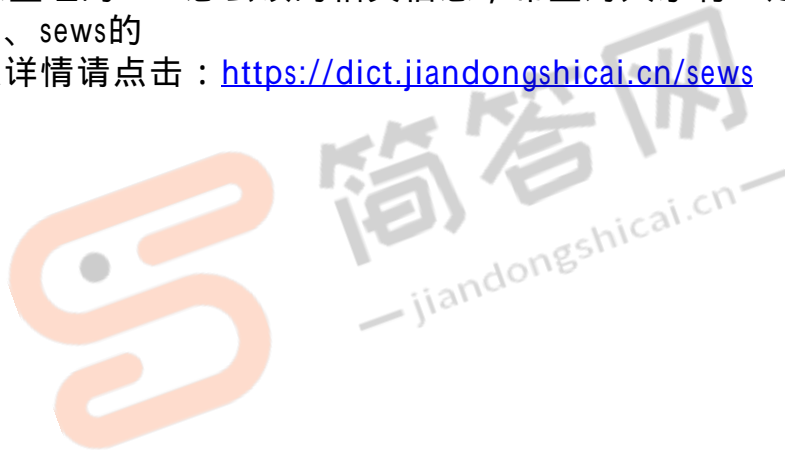 、sews的
详情请点击：https://dict.jiandongshicai.cn/sews
简答网
jiandongshicai.cn